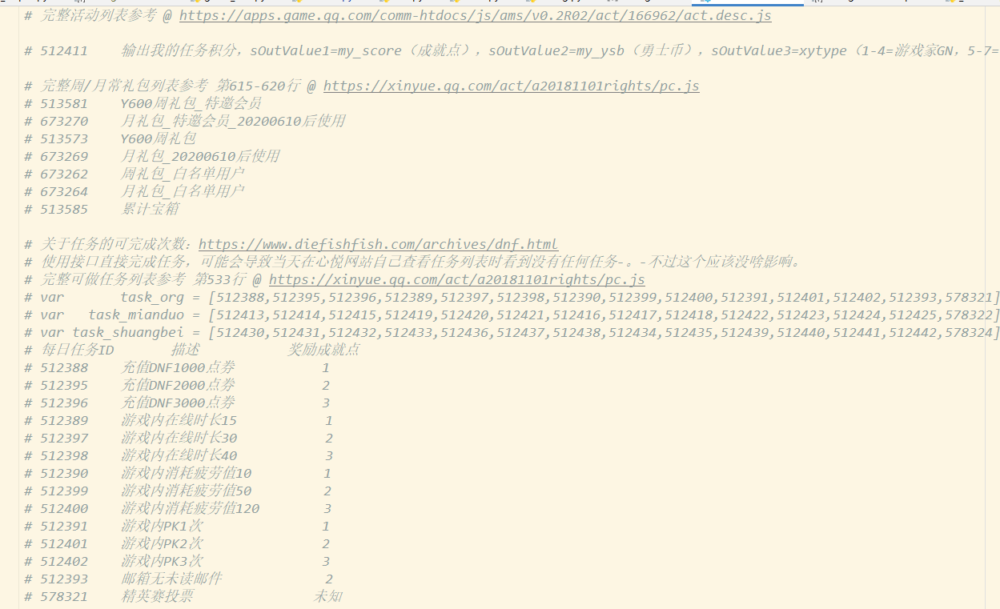 # 完整活动列表参考 @ https://apps.game.qq.com/comm-htdocs/js/ams/v0.2R02/act/166962/act.desc.js
# 512411 输出我的任务积分，sOutValue1=my_score（成就点），sOutValue2=my_ysb（勇士币），sOutValue3=xytype（1-4=游戏家GN，5-7=
# 完整周/月常礼包列表参考 第615-620行 @ https://xinyue.qq.com/act/a20181101rights/pc.js
# 513581 Y600周礼包_特邀会员
# 673270 月礼包_特邀会员_20200610后使用
# 513573 Y600周礼包
# 673269 月礼包_20200610后使用
# 673262 周礼包_白名单用户
# 673264 月礼包_白名单用户
# 513585 累计宝箱
# 关于任务的可完成次数：https://www.diefishfish.com/archives/dnf.html
# 使用接口直接完成任务，可能会导致当天在心悦网站自己查看任务列表时看到没有任何任务-。-不过这个应该没啥影响。
# 完整可做任务列表参考 第533行 @ https://xinyue.qq.com/act/a20181101rights/pc.js
# var task_org = [512388,512395,512396,512389,512397,512398,512390,512399,512400,512391,512401,512402,512393,578321]
# var task_mianduo = [512413,512414,512415,512419,512420,512421,512416,512417,512418,512422,512423,512424,512425,578322]
# var task_shuangbei = [512430,512431,512432,512433,512436,512437,512438,512434,512435,512439,512440,512441,512442,578324]
# 每日任务ID 描述 奖励成就点
# 512388 充值DNF1000点券 1
# 512395 充值DNF2000点券 2
# 512396 充值DNF3000点券 3
# 512389 游戏内在线时长15 1
# 512397 游戏内在线时长30 2
# 512398 游戏内在线时长40 3
# 512390 游戏内消耗疲劳值10 1
# 512399 游戏内消耗疲劳值50 2
# 512400 游戏内消耗疲劳值120 3
# 512391 游戏内PK1次 1
# 512401 游戏内PK2次 2
# 512402 游戏内PK3次 3
# 512393 邮箱无未读邮件 2
# 578321 精英赛投票 未知